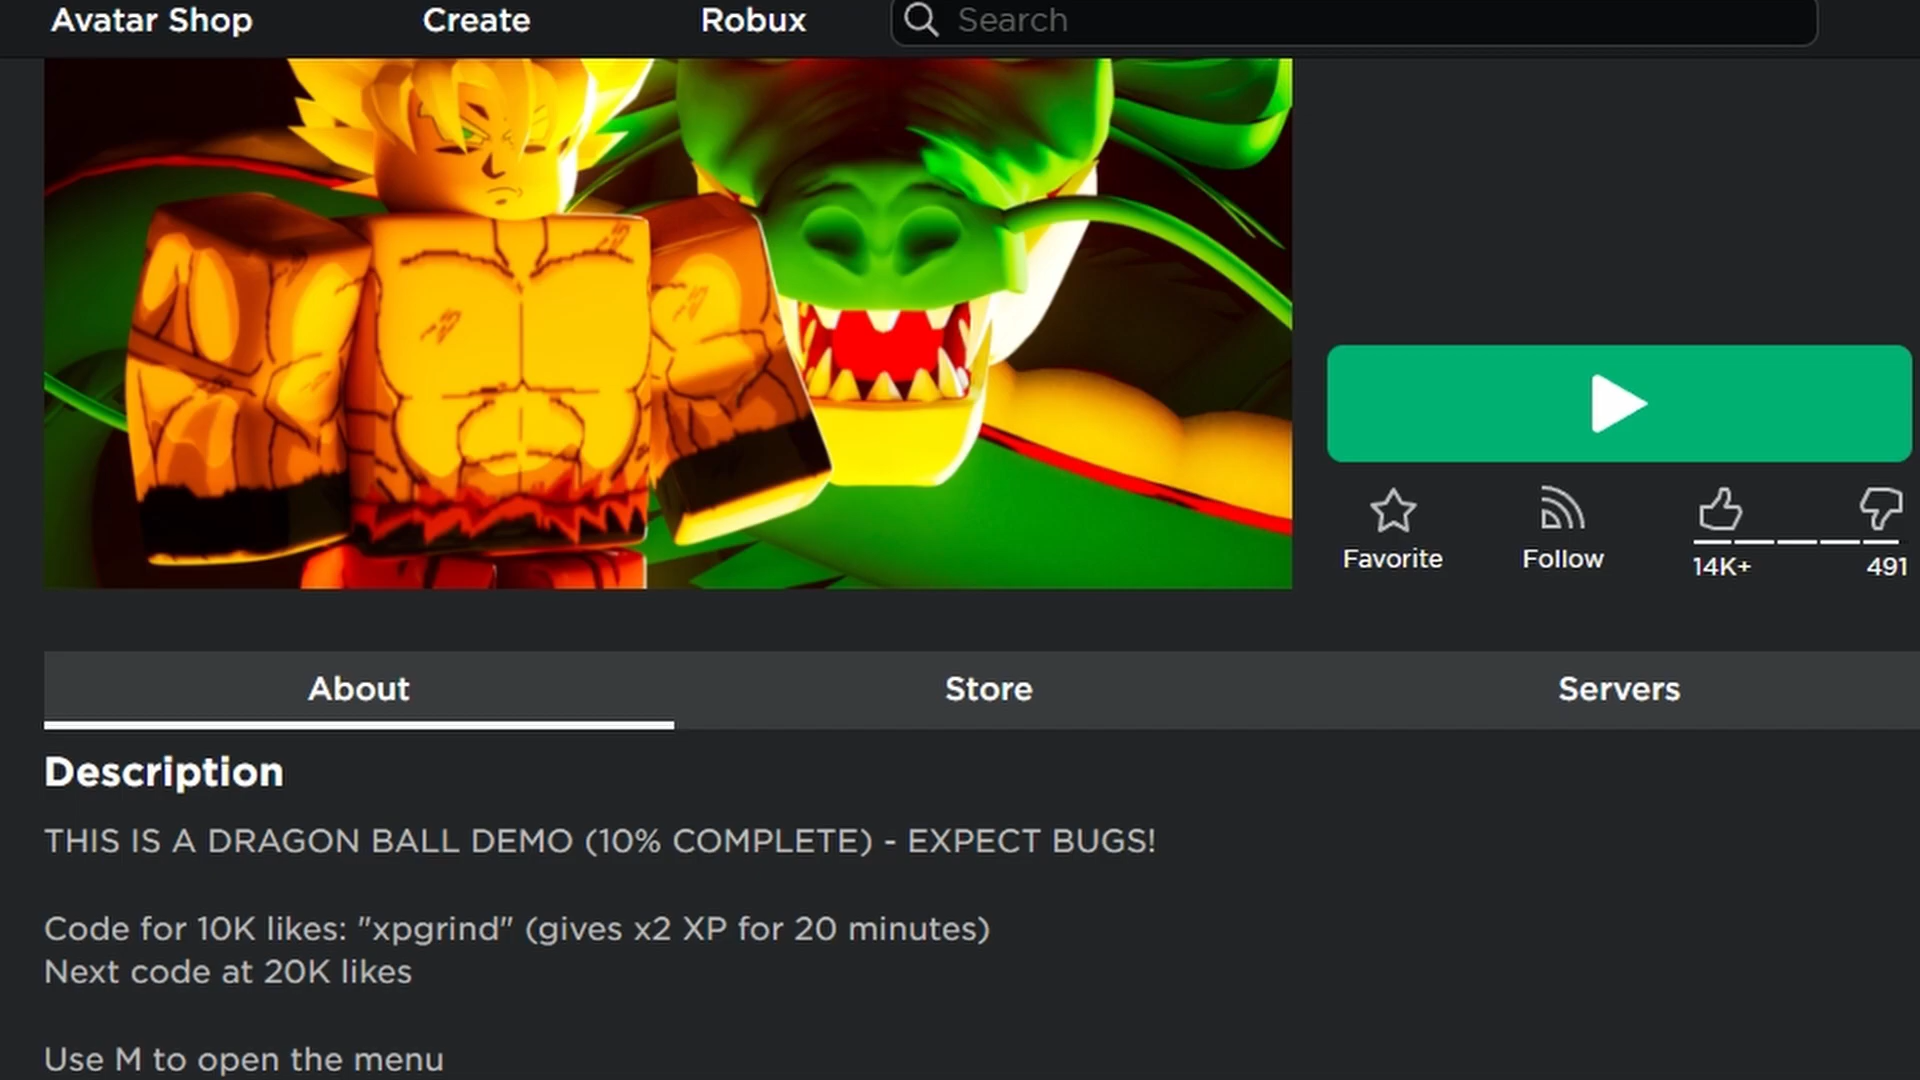 Avatar Shop
Create
Robux
Search
Favorite
Follow
14K+
491
About
Store
Servers
Description
THIS IS A DRAGON BALL DEMO (10% COMPLETE) - EXPECT BUGS!
Code for 10K likes: "xpgrind" (gives x2 XP for 20 minutes)
Next code at 20K likes
Use M to open the menu